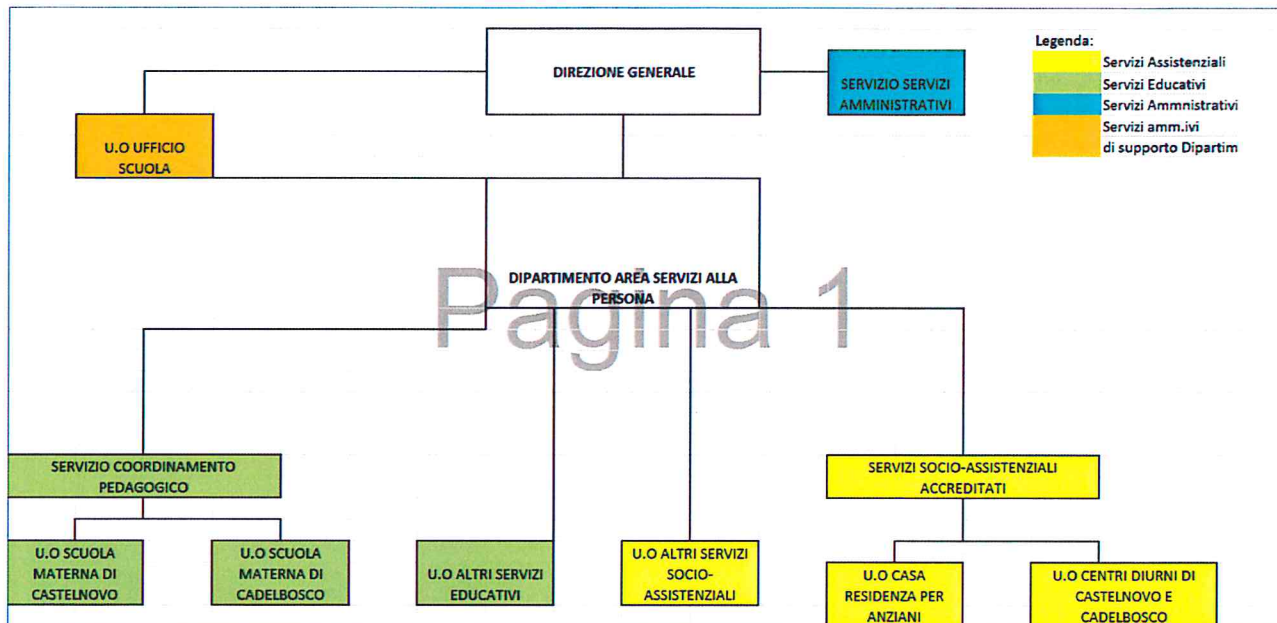 DIREZIONE GENERALE
SERVIZIO SERVIZI
AMMINISTRATIVI
Legenda:
Servizi Assistenziali
Servizi Educativi
Servizi Ammnistrativi
Servizi amm.ivi
di supporto Dipartim
U.O UFFICIO
SCUOLA
DIPARTIMENTO AREA SERVIZI ALLA
PERSONA
Pagina 1
SERVIZIO COORDINAMENTO
PEDAGOGICO
SERVIZI SOCIO-ASSISTENZIALI
ACCREDITATI
U.O SCUOLA
MATERNA DI
CASTELNOVO
U.O SCUOLA
MATERNA DI
CADELBOSCO
U.O ALTRI SERVIZI
EDUCATIVI
U.O ALTRI SERVIZI
SOCIO-
ASSISTENZIALI
U.O CASA
RESIDENZA PER
ANZIANI
U.O CENTRI DIURNI DI
CASTELNOVO E
CADELBOSCO